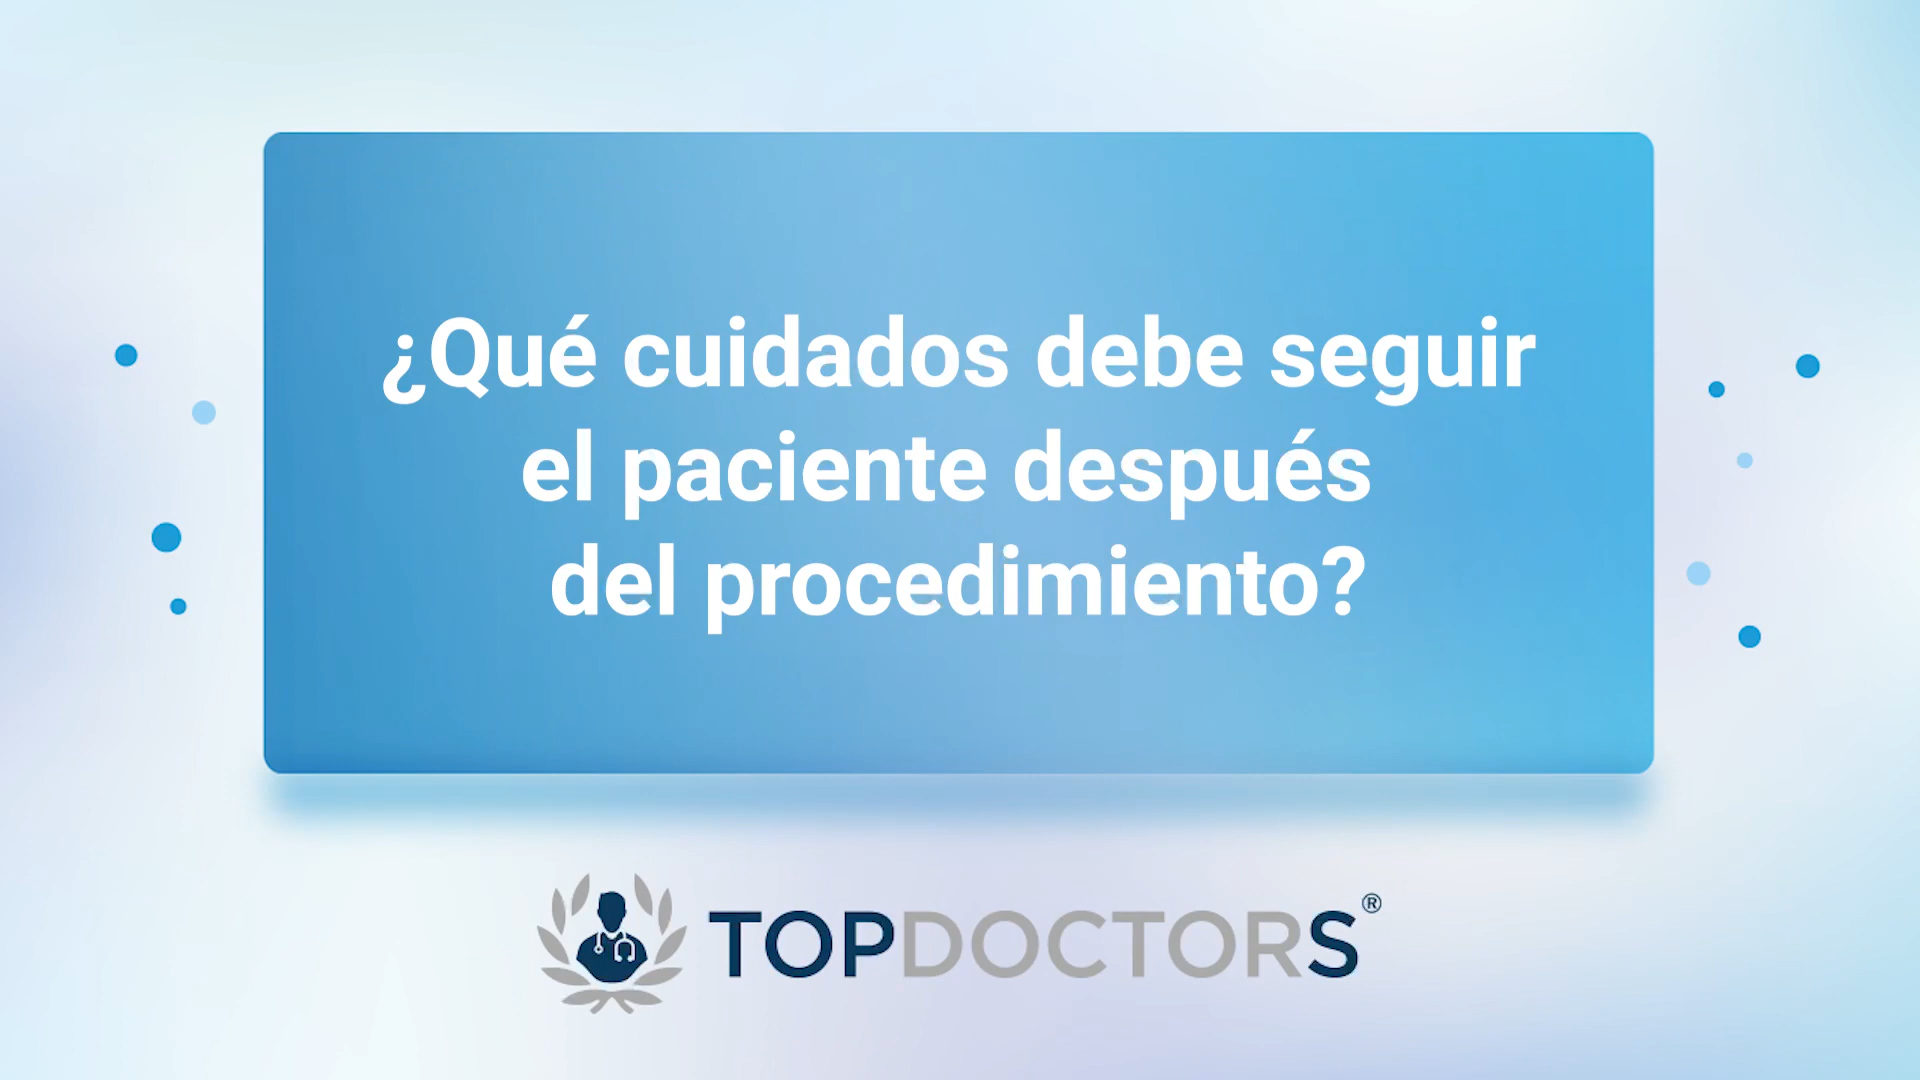 ¿Qué cuidados debe seguir
el paciente después
del procedimiento?
TOPDOCTORS®